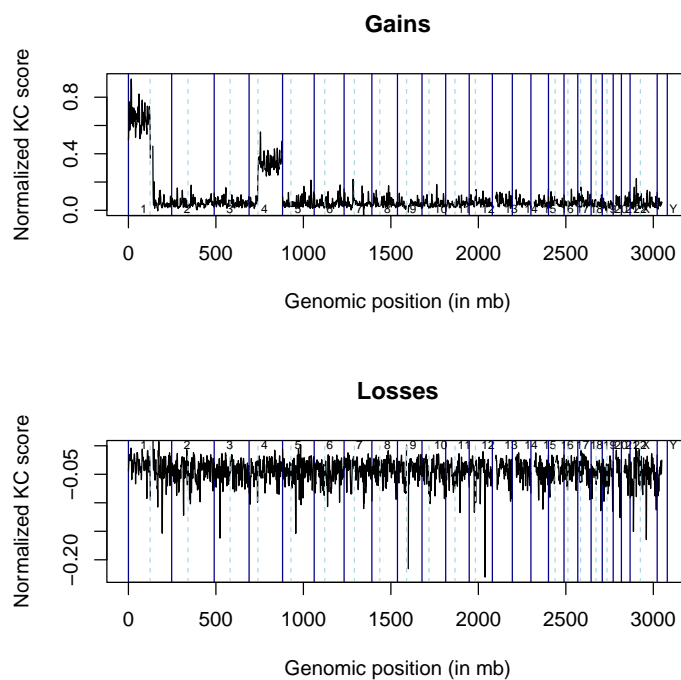 Gains
Normalized KC score
0.0 0.4 0.8
1 2 3 4 5 6 7 8 9 10 11 12 13 14 15 16 17 18 19 20 21 22 X Y
0 500 1000 1500 2000 2500 3000
Genomic position (in mb)
Losses
Normalized KC score
−0.20 −0.05
1 2 3 4 5 6 7 8 9 10 11 12 13 14 15 16 17 18 19 20 21 22 X Y
0 500 1000 1500 2000 2500 3000
Genomic position (in mb)